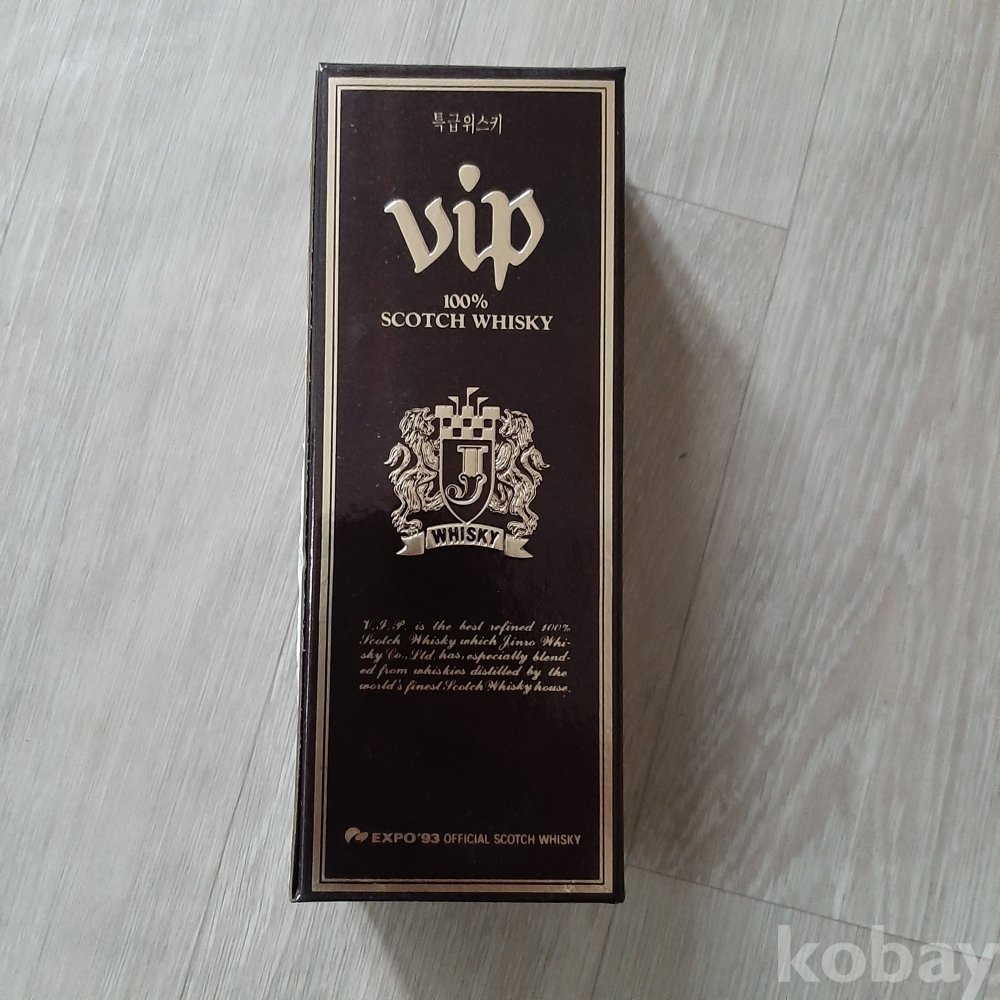 특급위스키
vip
100%
SCOTCH WHISKY
J
WHISKY
V.I.P. is the best refined 100%
Scotch Whisky which Jinro Whi-
sky Co., Ltd. has, especially blend-
ed from whiskies distilled by the
world's finest Scotch Whisky house.
EXPO'93 OFFICIAL SCOTCH WHISKY
kobay